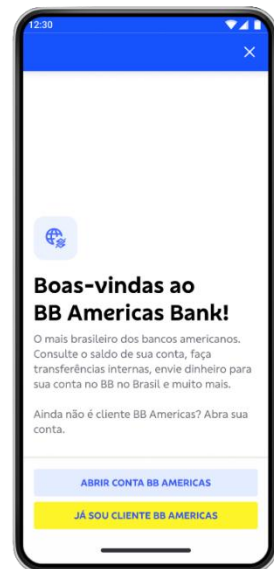 12:30
Boas-vindas ao
BB Americas Bank!
O mais brasileiro dos bancos americanos.
Consulte o saldo de sua conta, faça
transferências internas, envie dinheiro para
sua conta no BB no Brasil e muito mais.
Ainda não é cliente BB Americas? Abra sua
conta.
ABRIR CONTA BB AMERICAS
JÁ SOU CLIENTE BB AMERICAS